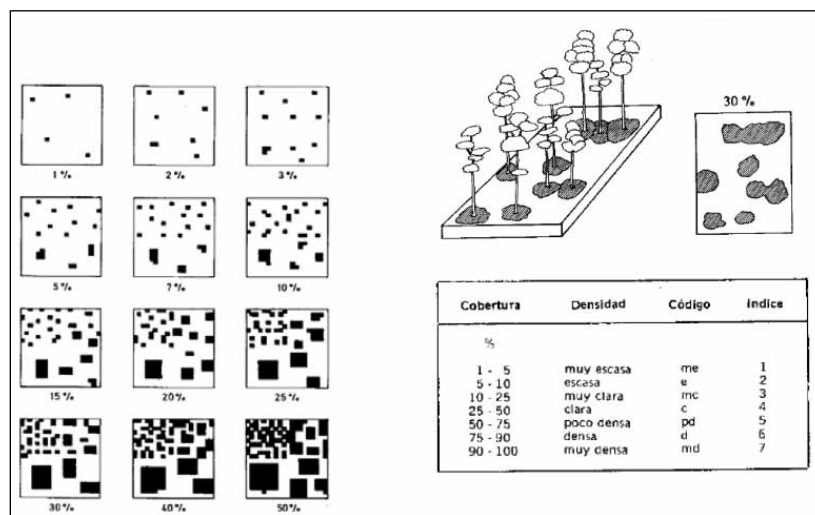 1 % 2 % 3 %
5 % 7 % 10 %
15 % 20 % 25 %
30 % 40 % 50 %
30 %
Cobertura Densidad Código Indice
%
1 - 5 muy escasa me 1
5 - 10 escasa e 2
10 - 25 muy clara mc 3
25 - 50 clara c 4
50 - 75 poco densa pd 5
75 - 90 densa d 6
90 - 100 muy densa md 7